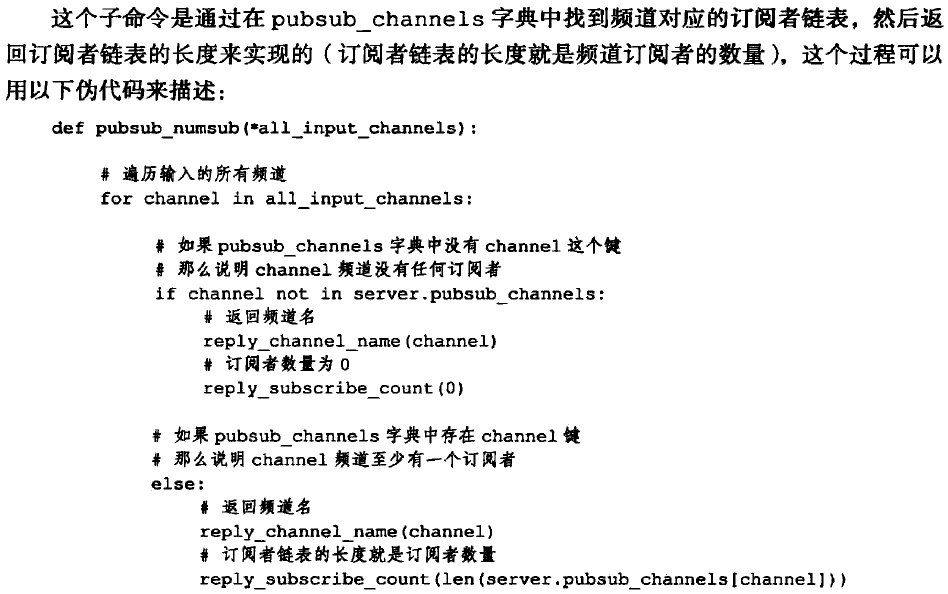 这个子命令是通过在 pubsub_channels 字典中找到频道对应的订阅者链表，然后返
回订阅者链表的长度来实现的（订阅者链表的长度就是频道订阅者的数量），这个过程可以
用以下伪代码来描述：
def pubsub_numsub(*all_input_channels):
# 遍历输入的所有频道
for channel in all_input_channels:
# 如果 pubsub_channels 字典中没有 channel 这个键
# 那么说明 channel 频道没有任何订阅者
if channel not in server.pubsub_channels:
# 返回频道名
reply_channel_name(channel)
# 订阅者数量为 0
reply_subscribe_count(0)
# 如果 pubsub_channels 字典中存在 channel 键
# 那么说明 channel 频道至少有一个订阅者
else:
# 返回频道名
reply_channel_name(channel)
# 订阅者链表的长度就是订阅者数量
reply_subscribe_count(len(server.pubsub_channels[channel]))